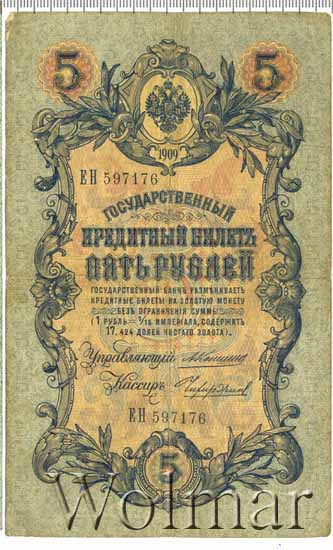 5 5
1909
ЕН 597176
ГОСУДАРСТВЕННЫЙ
КРЕДИТНЫЙ БИЛЕТЪ
ПЯТЬ РУБЛЕЙ
ГОСУДАРСТВЕННЫЙ БАНКЪ РАЗМѢНИВАЕТЪ
КРЕДИТНЫЕ БИЛЕТЫ НА ЗОЛОТУЮ МОНЕТУ
БЕЗЪ ОГРАНИЧЕНІЯ СУММЫ
(1 РУБЛЬ = 1/15 ИМПЕРІАЛА, СОДЕРЖИТЪ
17,424 ДОЛЕЙ ЧИСТАГО ЗОЛОТА).
Управляющій
Кассиръ
ЕН 597176
5
Wolmar